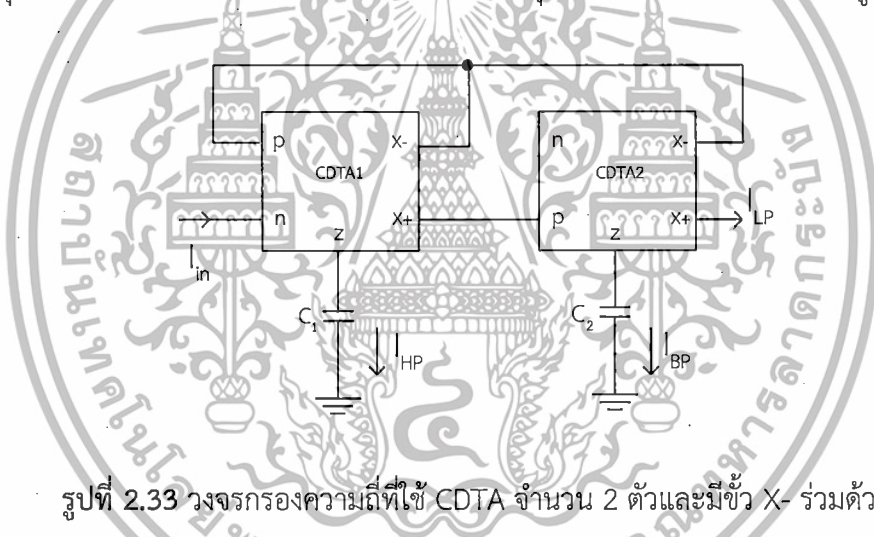 p
X-
n
X-
CDTA1
CDTA2
n
X+
p
X+
I LP
z
z
I in
C₁
C₂
I HP
I BP
รูปที่ 2.33 วงจรกรองความถี่ที่ใช้ CDTA จำนวน 2 ตัวและมีขั้ว X- ร่วมด้ว